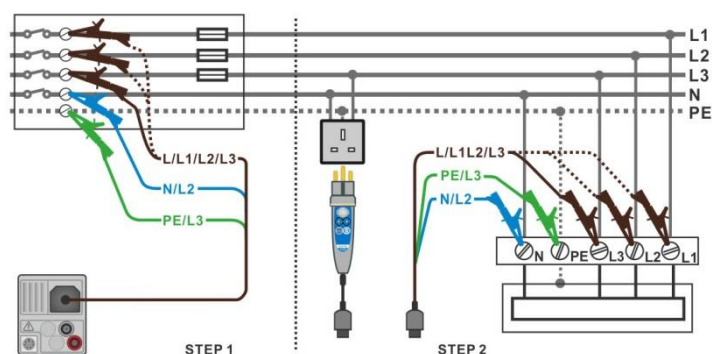 L1
L2
L3
N
PE
L/L1/L2/L3
N/L2
PE/L3
L/L1L2/L3
PE/L3
N/L2
N
PE
L3
L2
L1
STEP 1
STEP 2